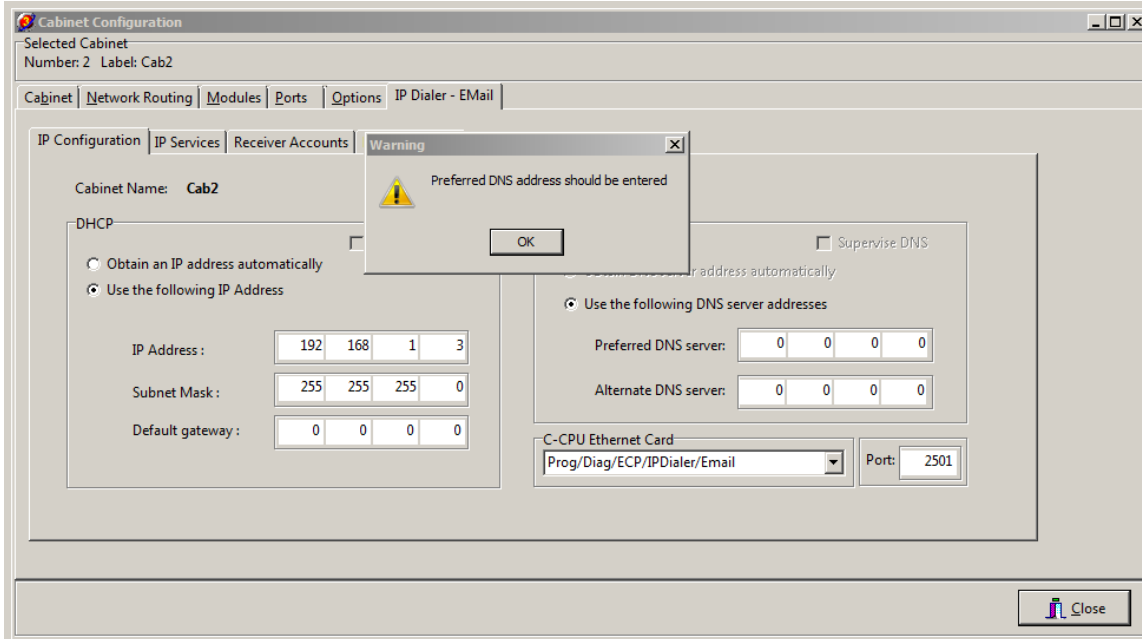 Cabinet Configuration
Selected Cabinet
Number: 2 Label: Cab2
Cabinet Network Routing Modules Ports Options IP Dialer - EMail
IP Configuration IP Services Receiver Accounts
Warning
Preferred DNS address should be entered
OK
Cabinet Name: Cab2
DHCP
Supervise DNS
Obtain an IP address automatically
address automatically
Use the following IP Address
Use the following DNS server addresses
IP Address : 192 168 1 3
Preferred DNS server: 0 0 0 0
Subnet Mask : 255 255 255 0
Alternate DNS server: 0 0 0 0
Default gateway : 0 0 0 0
C-CPU Ethernet Card
Prog/Diag/ECP/IPDialer/Email
Port: 2501
Close